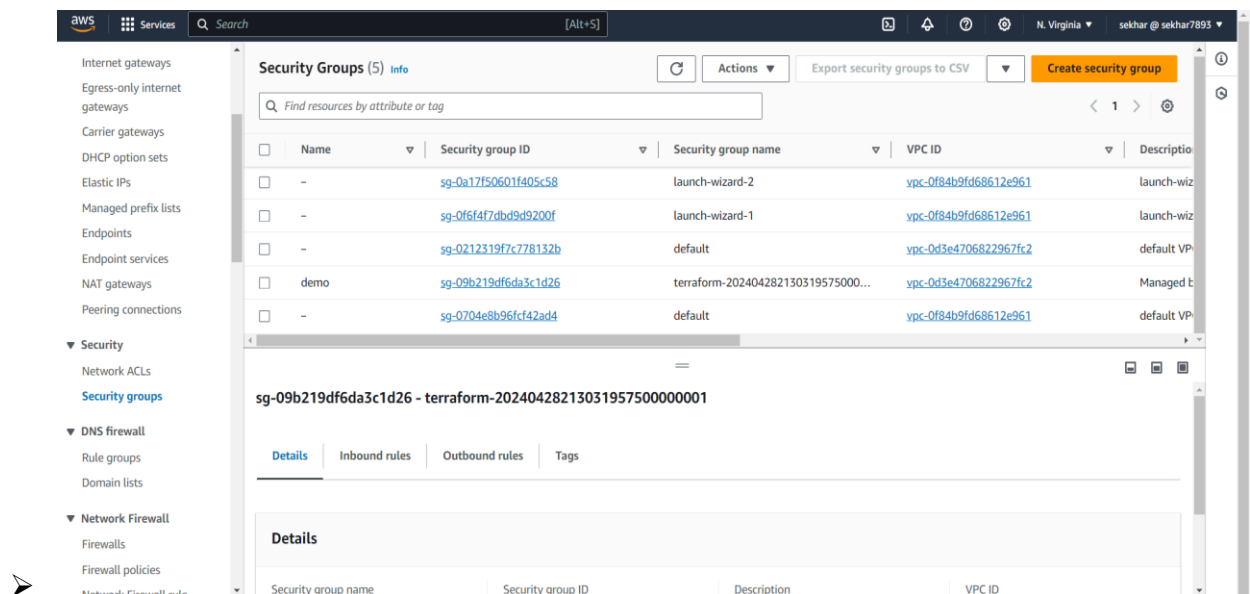 aws Services Search [Alt+S] N. Virginia ▼ sekhar @ sekhar7893 ▼
Internet gateways
Egress-only internet
gateways
Carrier gateways
DHCP option sets
Elastic IPs
Managed prefix lists
Endpoints
Endpoint services
NAT gateways
Peering connections
▼ Security
Network ACLs
Security groups
▼ DNS firewall
Rule groups
Domain lists
▼ Network Firewall
Firewalls
Firewall policies
Network Firewall rule
Security Groups (5) Info Actions ▼ Export security groups to CSV ▼ Create security group
Find resources by attribute or tag < 1 >
Name Security group ID Security group name VPC ID Descriptio
– sg-0a17f50601f405c58 launch-wizard-2 vpc-0f84b9fd68612e961 launch-wiz
– sg-0f6f4f7dbd9d9200f launch-wizard-1 vpc-0f84b9fd68612e961 launch-wiz
– sg-0212319f7c778132b default vpc-0d3e4706822967fc2 default VP
demo sg-09b219df6da3c1d26 terraform-202404282130319575000... vpc-0d3e4706822967fc2 Managed b
– sg-0704e8b96fcf42ad4 default vpc-0f84b9fd68612e961 default VP
sg-09b219df6da3c1d26 - terraform-20240428213031957500000001
Details Inbound rules Outbound rules Tags
Details
Security group name Security group ID Description VPC ID